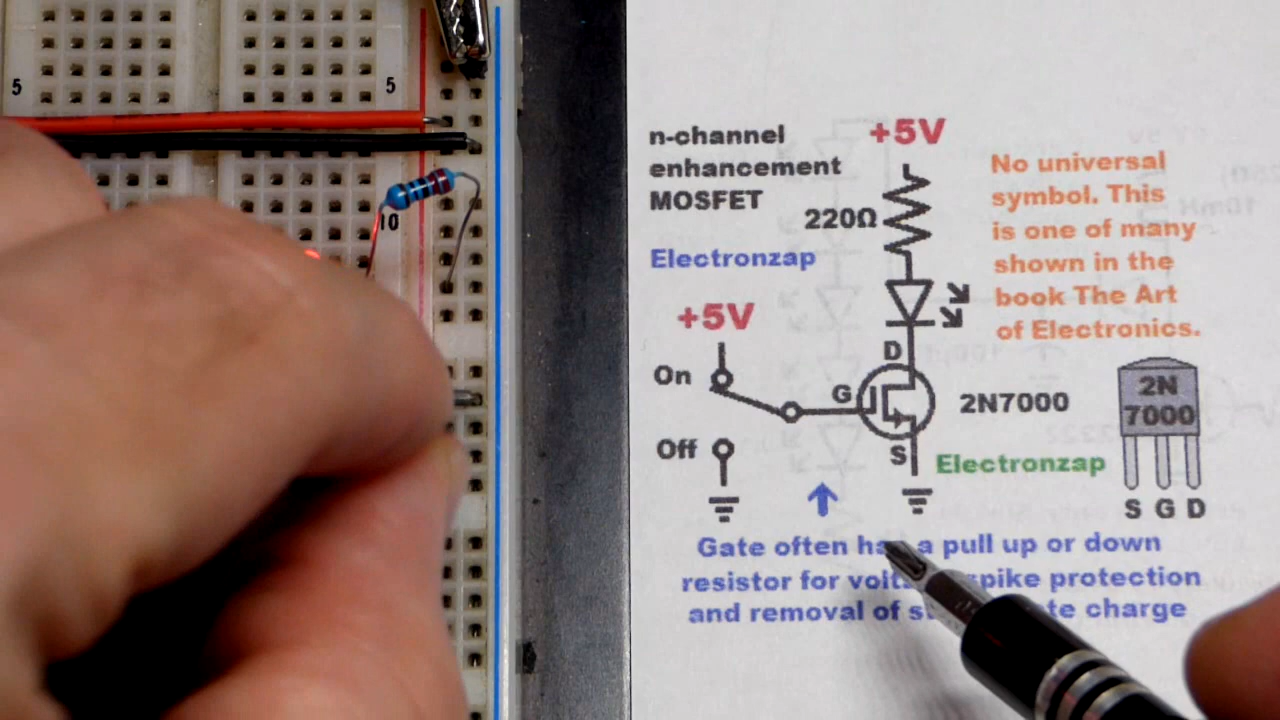 5
5
10
n-channel
enhancement
MOSFET
+5V
220Ω
Electronzap
No universal
symbol. This
is one of many
shown in the
book The Art
of Electronics.
+5V
On
Off
D
G
S
2N7000
Electronzap
2N
7000
S G D
Gate often a pull up or down
resistor for spike protection
and removal of charge